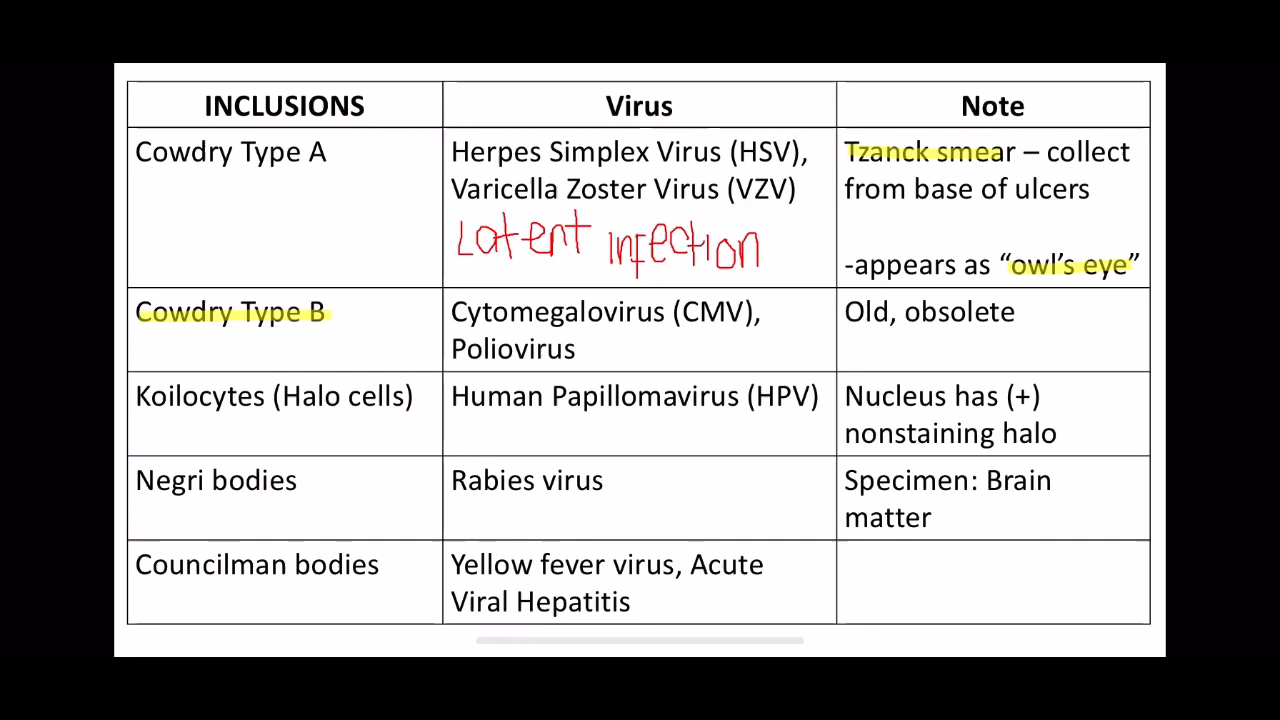 INCLUSIONS Virus Note
Cowdry Type A
Herpes Simplex Virus (HSV),
Varicella Zoster Virus (VZV)
Latent infection
Tzanck smear – collect
from base of ulcers
-appears as “owl’s eye”
Cowdry Type B
Cytomegalovirus (CMV),
Poliovirus
Old, obsolete
Koilocytes (Halo cells)
Human Papillomavirus (HPV)
Nucleus has (+)
nonstaining halo
Negri bodies
Rabies virus
Specimen: Brain
matter
Councilman bodies
Yellow fever virus, Acute
Viral Hepatitis